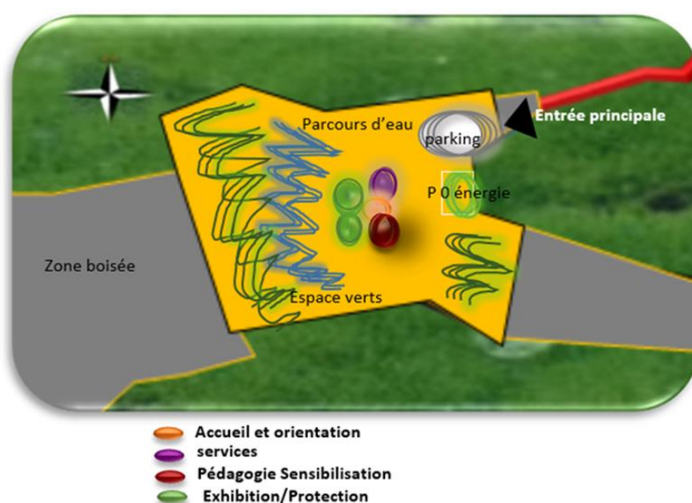 Parcours d'eau
parking
Entrée principale
P 0 énergie
Zone boisée
Espace verts
Accueil et orientation
services
Pédagogie Sensibilisation
Exhibition/Protection